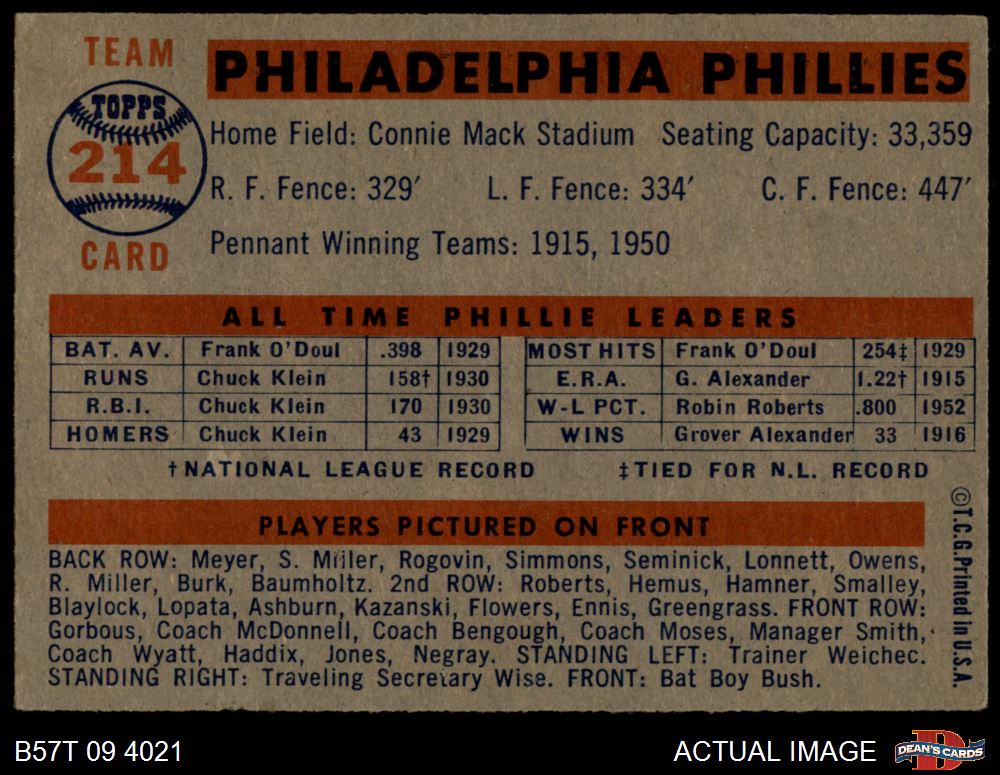 TEAM
PHILADELPHIA PHILLIES
TOPPS
214
CARD
Home Field: Connie Mack Stadium Seating Capacity: 33,359
R. F. Fence: 329′ L. F. Fence: 334′ C. F. Fence: 447′
Pennant Winning Teams: 1915, 1950
ALL TIME PHILLIE LEADERS
BAT. AV. Frank O'Doul .398 1929 MOST HITS Frank O'Doul 254‡ 1929
RUNS Chuck Klein 158† 1930 E.R.A. G. Alexander 1.22† 1915
R.B.I. Chuck Klein 170 1930 W-L PCT. Robin Roberts .800 1952
HOMERS Chuck Klein 43 1929 WINS Grover Alexander 33 1916
†NATIONAL LEAGUE RECORD ‡TIED FOR N.L. RECORD
PLAYERS PICTURED ON FRONT
BACK ROW: Meyer, S. Miller, Rogovin, Simmons, Seminick, Lonnett, Owens,
R. Miller, Burk, Baumholtz. 2nd ROW: Roberts, Hemus, Hamner, Smalley,
Blaylock, Lopata, Ashburn, Kazanski, Flowers, Ennis, Greengrass. FRONT ROW:
Gorbous, Coach McDonnell, Coach Bengough, Coach Moses, Manager Smith,
Coach Wyatt, Haddix, Jones, Negray. STANDING LEFT: Trainer Weichec.
STANDING RIGHT: Traveling Secretary Wise. FRONT: Bat Boy Bush.
©T.C.G. Printed in U.S.A.
B57T 09 4021
ACTUAL IMAGE
DEAN'S CARDS